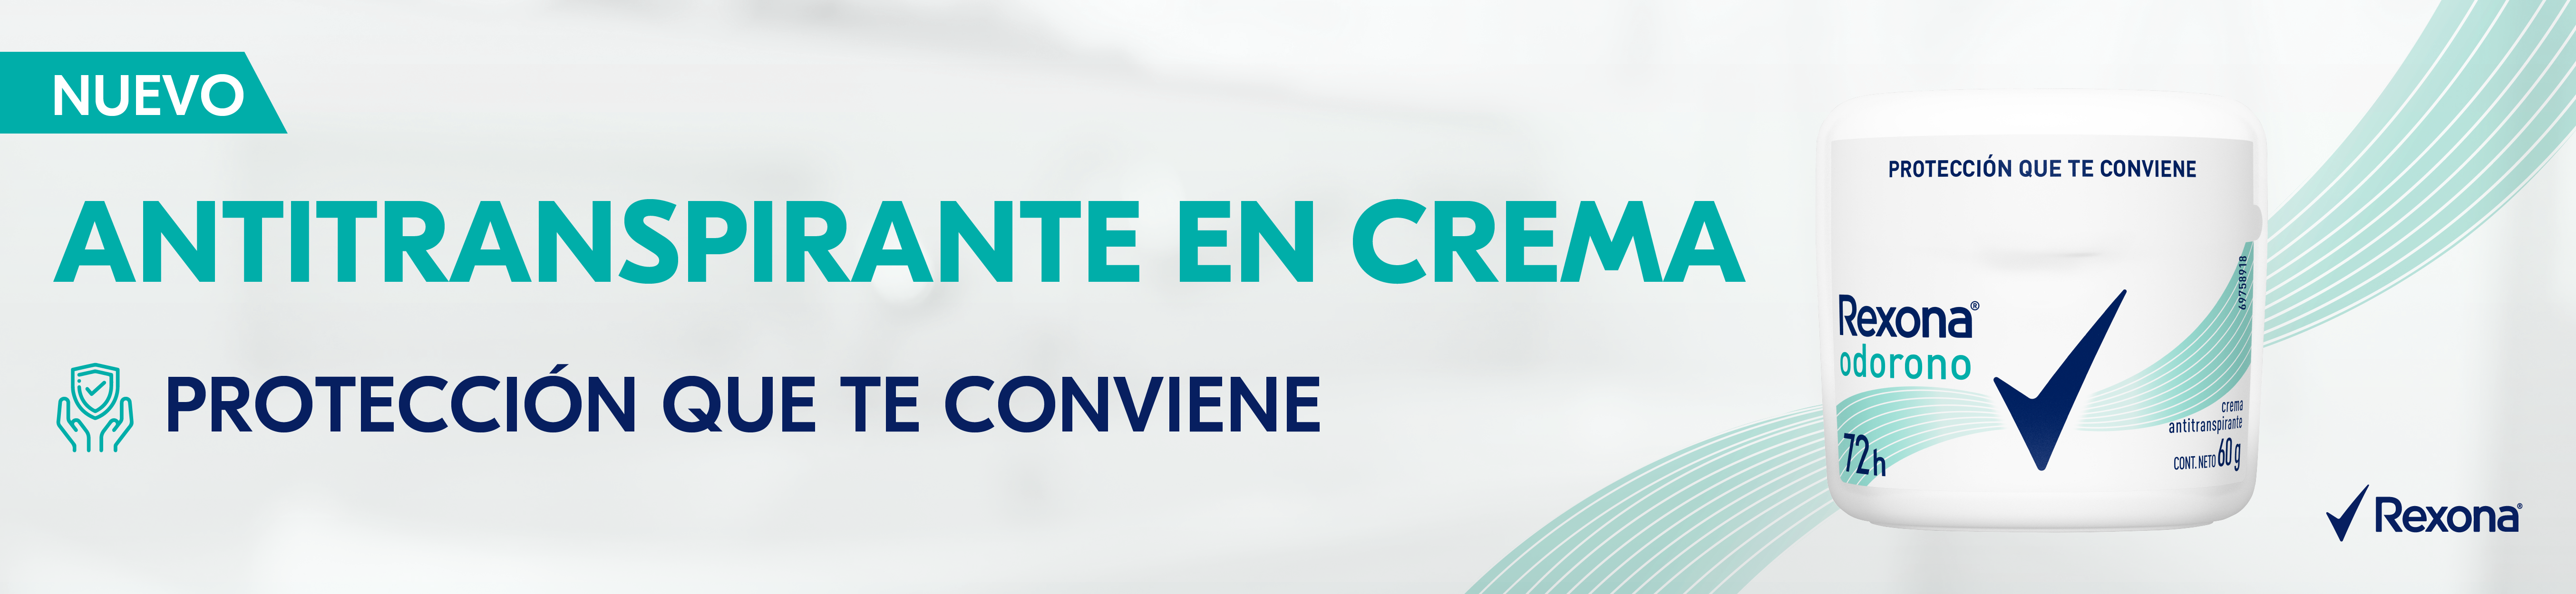 NUEVO
ANTITRANSPIRANTE EN CREMA
PROTECCIÓN QUE TE CONVIENE
PROTECCIÓN QUE TE CONVIENE
69758918
Rexona®
odorono
72h
crema
antitranspirante
CONT. NETO 60 g
Rexona®